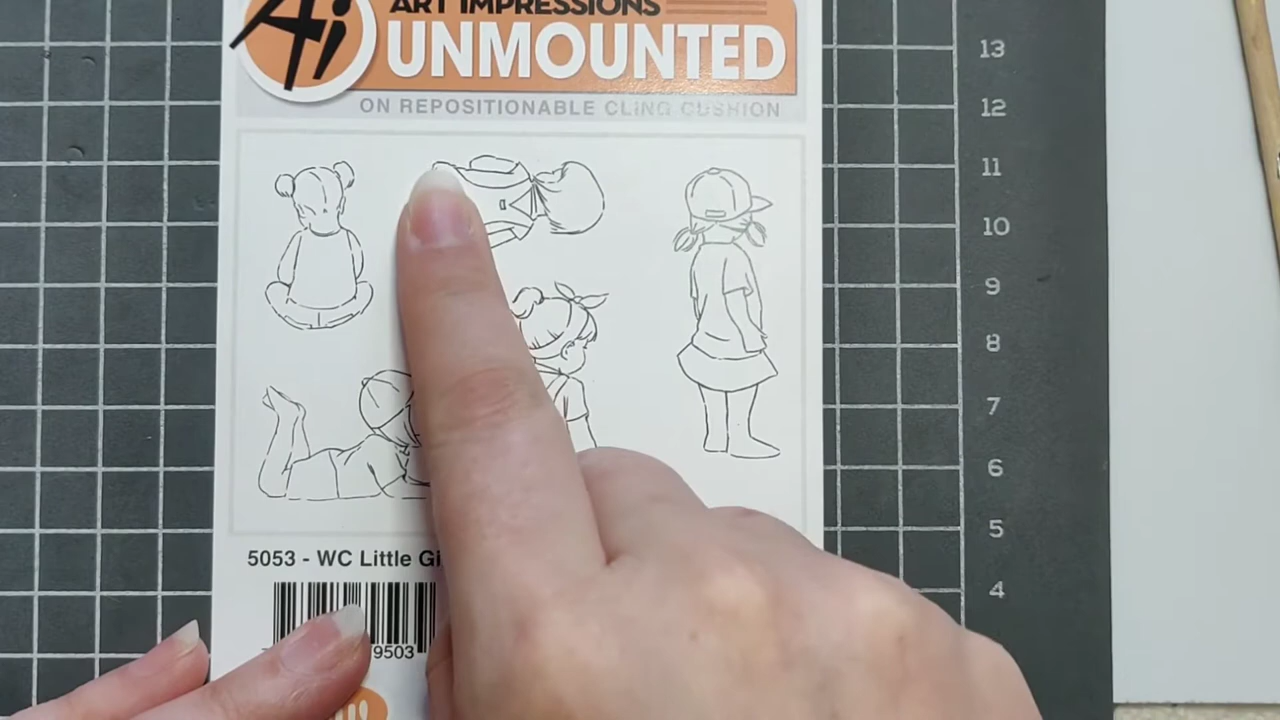 Ai
ART IMPRESSIONS
UNMOUNTED
ON REPOSITIONABLE CLING CUSHION
13
12
11
10
9
8
7
6
5
4
5053 - WC Little
9503